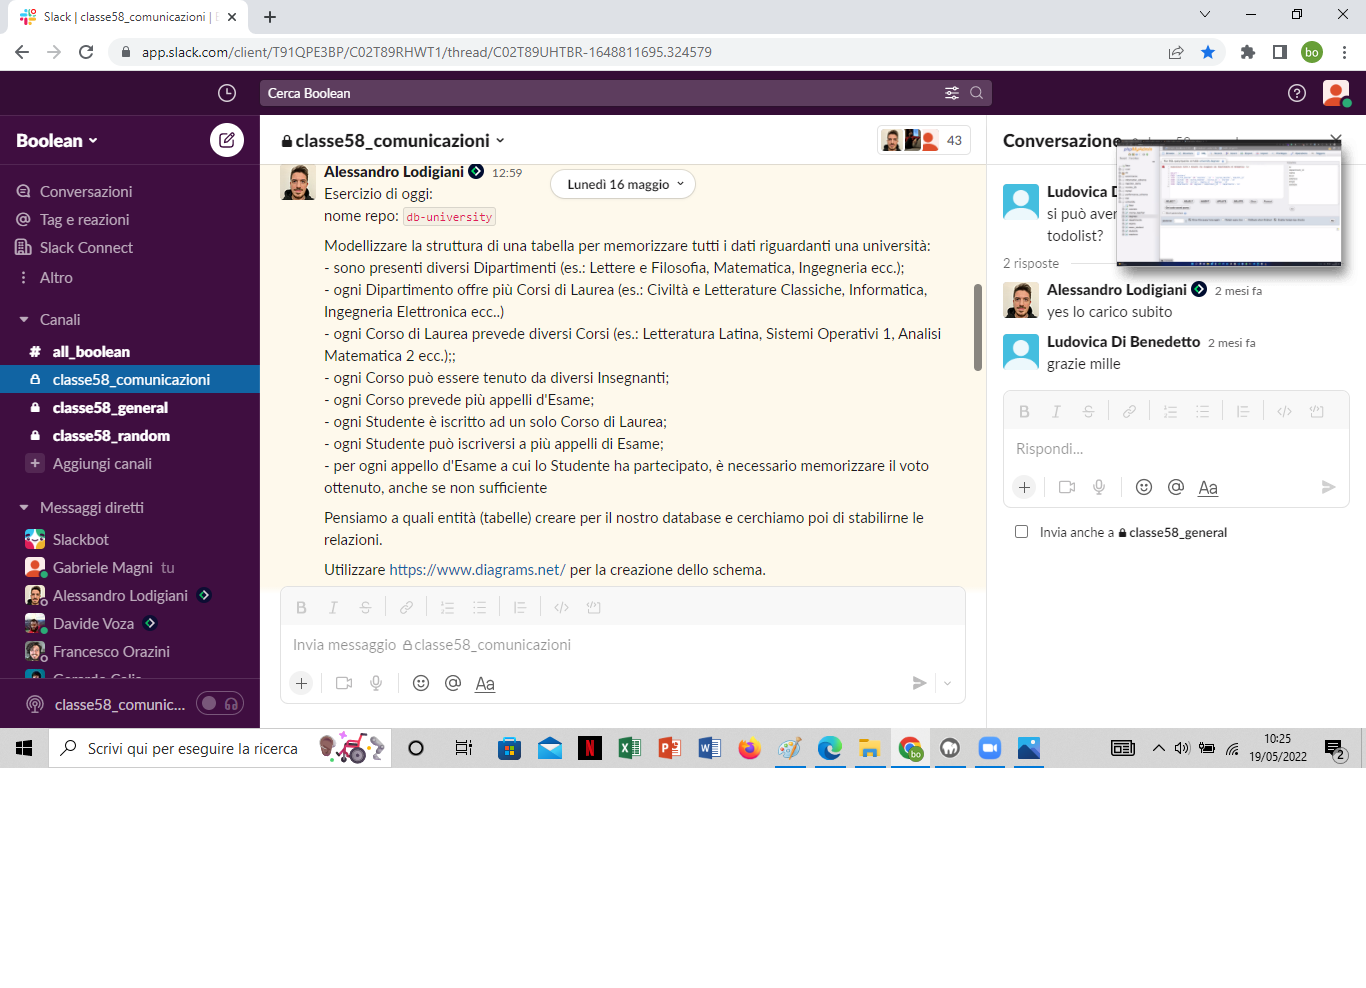 Slack | classe58_comunicazioni |
app.slack.com/client/T91QPE3BP/C02T89RHWT1/thread/C02T89UHTBR-1648811695.324579
bo
Cerca Boolean
Boolean
Conversazioni
Tag e reazioni
Slack Connect
Altro
Canali
# all_boolean
classe58_comunicazioni
classe58_general
classe58_random
+ Aggiungi canali
Messaggi diretti
Slackbot
Gabriele Magni tu
Alessandro Lodigiani
Davide Voza
Francesco Orazini
classe58_comunic...
classe58_comunicazioni
43
Alessandro Lodigiani 12:59
Lunedì 16 maggio
Esercizio di oggi:
nome repo: db-university
Modellizzare la struttura di una tabella per memorizzare tutti i dati riguardanti una università:
- sono presenti diversi Dipartimenti (es.: Lettere e Filosofia, Matematica, Ingegneria ecc.);
- ogni Dipartimento offre più Corsi di Laurea (es.: Civiltà e Letterature Classiche, Informatica,
Ingegneria Elettronica ecc..)
- ogni Corso di Laurea prevede diversi Corsi (es.: Letteratura Latina, Sistemi Operativi 1, Analisi
Matematica 2 ecc.);;
- ogni Corso può essere tenuto da diversi Insegnanti;
- ogni Corso prevede più appelli d'Esame;
- ogni Studente è iscritto ad un solo Corso di Laurea;
- ogni Studente può iscriversi a più appelli di Esame;
- per ogni appello d'Esame a cui lo Studente ha partecipato, è necessario memorizzare il voto
ottenuto, anche se non sufficiente
Pensiamo a quali entità (tabelle) creare per il nostro database e cerchiamo poi di stabilirne le
relazioni.
Utilizzare https://www.diagrams.net/ per la creazione dello schema.
B I S
Invia messaggio classe58_comunicazioni
Aa
Conversazione
Ludovica D
si può aver
todolist?
2 risposte
Alessandro Lodigiani 2 mesi fa
yes lo carico subito
Ludovica Di Benedetto 2 mesi fa
grazie mille
B I S
Rispondi...
Aa
Invia anche a classe58_general
Scrivi qui per eseguire la ricerca
10:25
19/05/2022
2